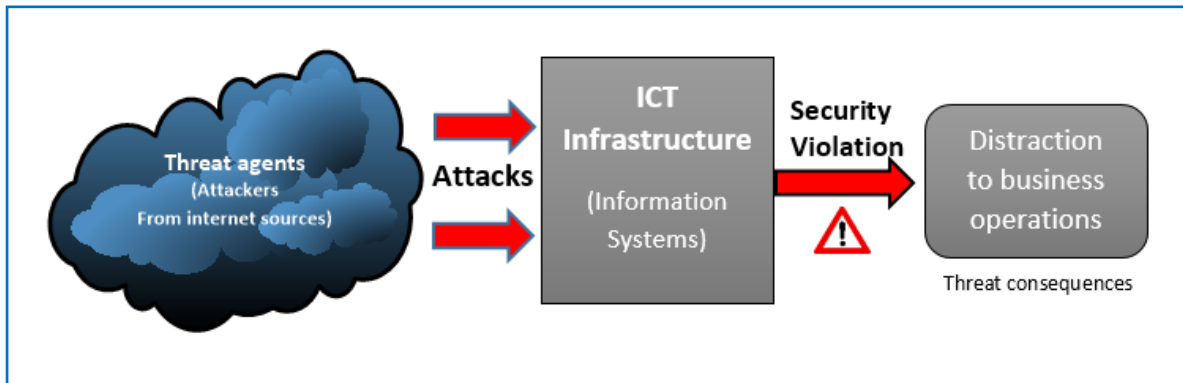 Threat agents
(Attackers
From internet sources)
Attacks
ICT
Infrastructure
(Information
Systems)
Security
Violation
Distraction
to business
operations
Threat consequences